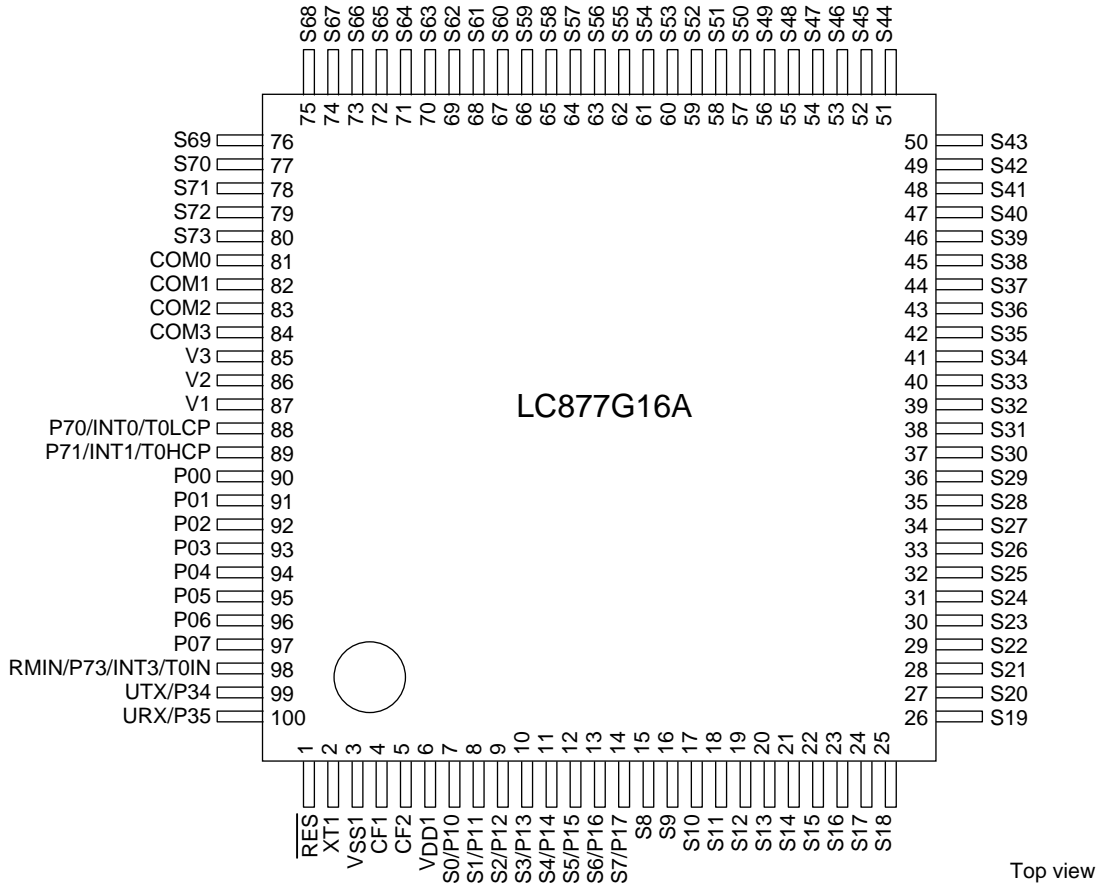 S68 S67 S66 S65 S64 S63 S62 S61 S60 S59 S58 S57 S56 S55 S54 S53 S52 S51 S50 S49 S48 S47 S46 S45 S44
75 74 73 72 71 70 69 68 67 66 65 64 63 62 61 60 59 58 57 56 55 54 53 52 51
S69 76 50 S43
S70 77 49 S42
S71 78 48 S41
S72 79 47 S40
S73 80 46 S39
COM0 81 45 S38
COM1 82 44 S37
COM2 83 43 S36
COM3 84 42 S35
V3 85 41 S34
V2 86 40 S33
V1 87 39 S32
LC877G16A
P70/INT0/T0LCP 88 38 S31
P71/INT1/T0HCP 89 37 S30
P00 90 36 S29
P01 91 35 S28
P02 92 34 S27
P03 93 33 S26
P04 94 32 S25
P05 95 31 S24
P06 96 30 S23
P07 97 29 S22
RMIN/P73/INT3/T0IN 98 28 S21
UTX/P34 99 27 S20
URX/P35 100 26 S19
1 2 3 4 5 6 7 8 9 10 11 12 13 14 15 16 17 18 19 20 21 22 23 24 25
RES XT1 VSS1 CF1 CF2 VDD1 S0/P10 S1/P11 S2/P12 S3/P13 S4/P14 S5/P15 S6/P16 S7/P17 S8 S9 S10 S11 S12 S13 S14 S15 S16 S17 S18
Top view